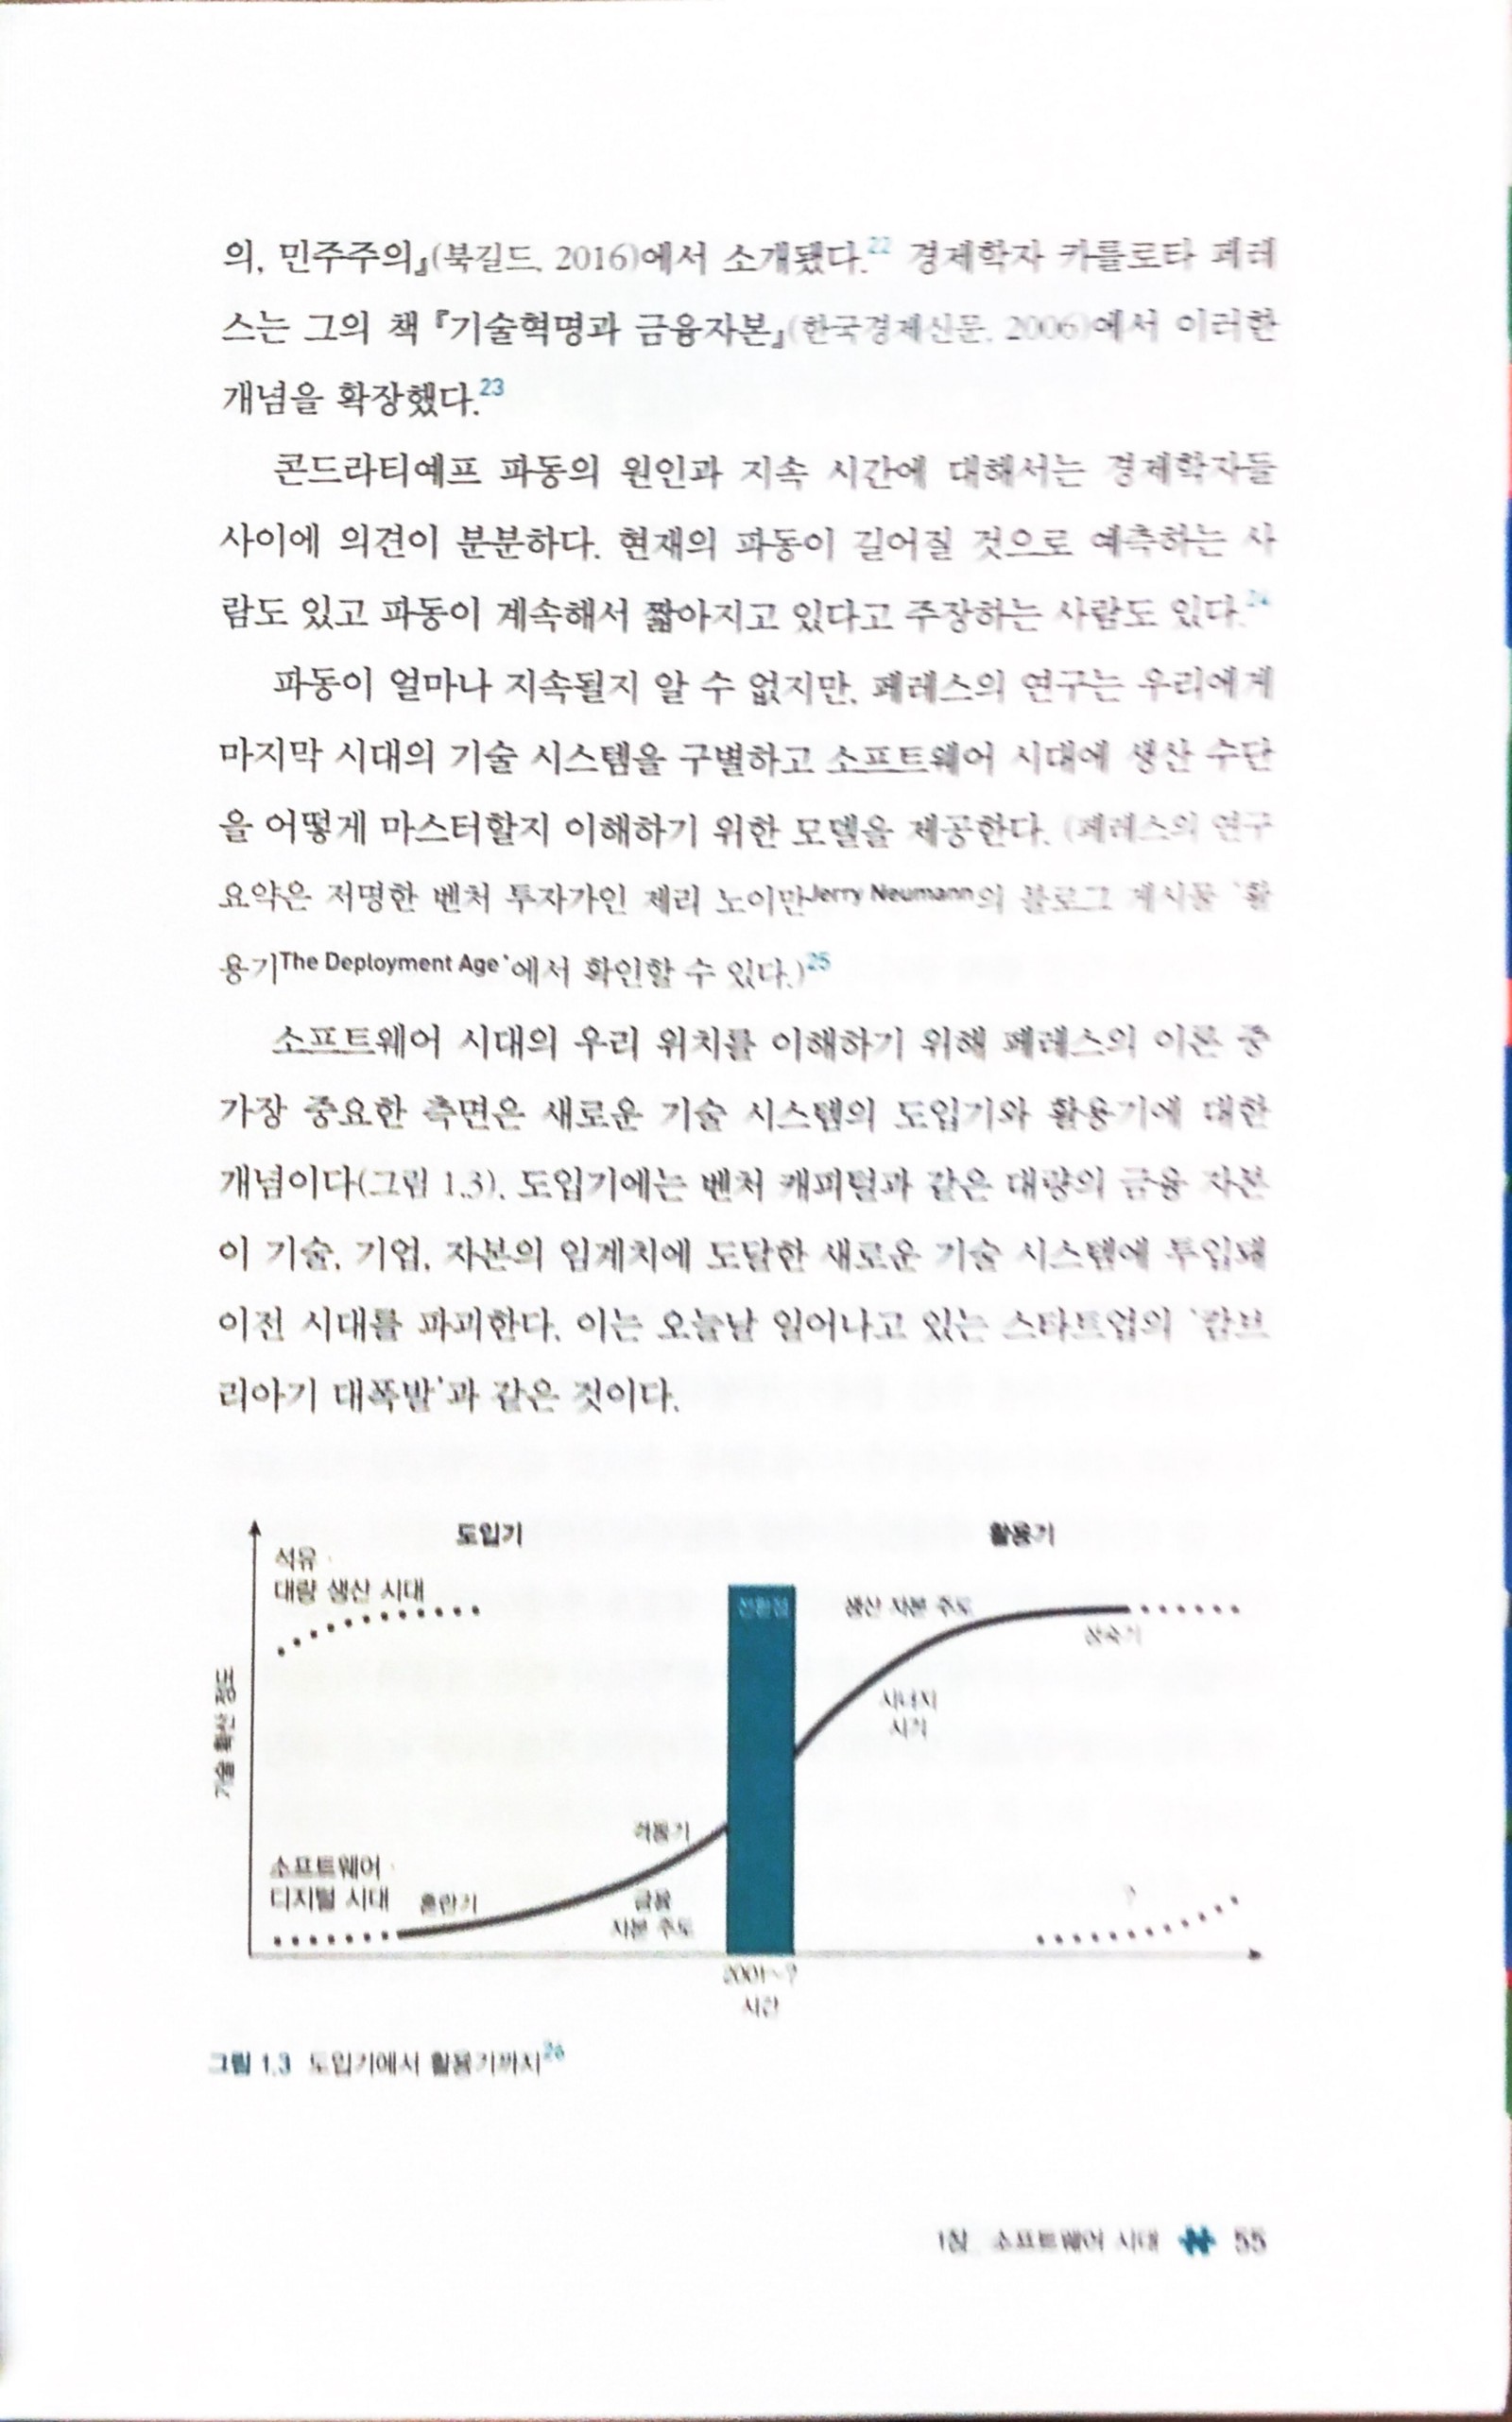 의, 민주주의』(북길드, 2016)에서 소개됐다.22 경제학자 카를로타 페레
스는 그의 책 『기술혁명과 금융자본』(한국경제신문, 2006)에서 이러한
개념을 확장했다.23
콘드라티예프 파동의 원인과 지속 시간에 대해서는 경제학자들
사이에 의견이 분분하다. 현재의 파동이 길어질 것으로 예측하는 사
람도 있고 파동이 계속해서 짧아지고 있다고 주장하는 사람도 있다.24
파동이 얼마나 지속될지 알 수 없지만, 페레스의 연구는 우리에게
마지막 시대의 기술 시스템을 구별하고 소프트웨어 시대에 생산 수단
을 어떻게 마스터할지 이해하기 위한 모델을 제공한다. (페레스의 연구
요약은 저명한 벤처 투자가인 제리 노이만Jerry Neumann의 블로그 게시물 '활
용기The Deployment Age'에서 확인할 수 있다.)25
소프트웨어 시대의 우리 위치를 이해하기 위해 페레스의 이론 중
가장 중요한 측면은 새로운 기술 시스템의 도입기와 활용기에 대한
개념이다(그림 1.3). 도입기에는 벤처 캐피털과 같은 대량의 금융 자본
이 기술, 기업, 자본의 임계치에 도달한 새로운 기술 시스템에 투입돼
이전 시대를 파괴한다. 이는 오늘날 일어나고 있는 스타트업의 '캄브
리아기 대폭발'과 같은 것이다.
도입기
활용기
석유·
대량 생산 시대
전환점
생산 자본 주도
성숙기
시너지
시기
기술 확산 정도
격동기
소프트웨어·
디지털 시대
혼란기
금융
자본 주도
?
2001~?
시간
그림 1.3 도입기에서 활용기까지26
1장 소프트웨어 시대 55